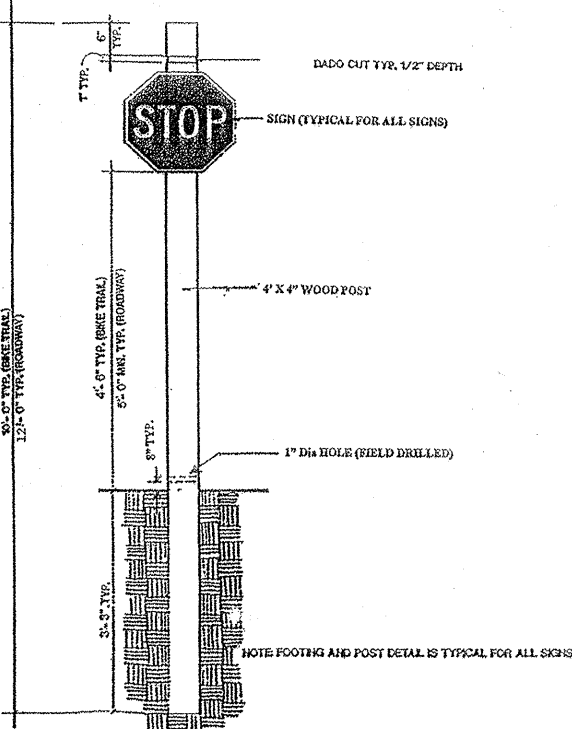 6" TYP.
1" TYP.
DADO CUT TYP. 1/2" DEPTH
STOP
SIGN (TYPICAL FOR ALL SIGNS)
10'- 0" TYP. (BIKE TRAIL)
12'- 0" TYP. (ROADWAY)
4'- 6" TYP. (BIKE TRAIL)
5'- 0" MIN. TYP. (ROADWAY)
4' X 4" WOOD POST
8" TYP.
1" Dia HOLE (FIELD DRILLED)
3'- 3" TYP.
NOTE FOOTING AND POST DETAIL IS TYPICAL FOR ALL SIGNS